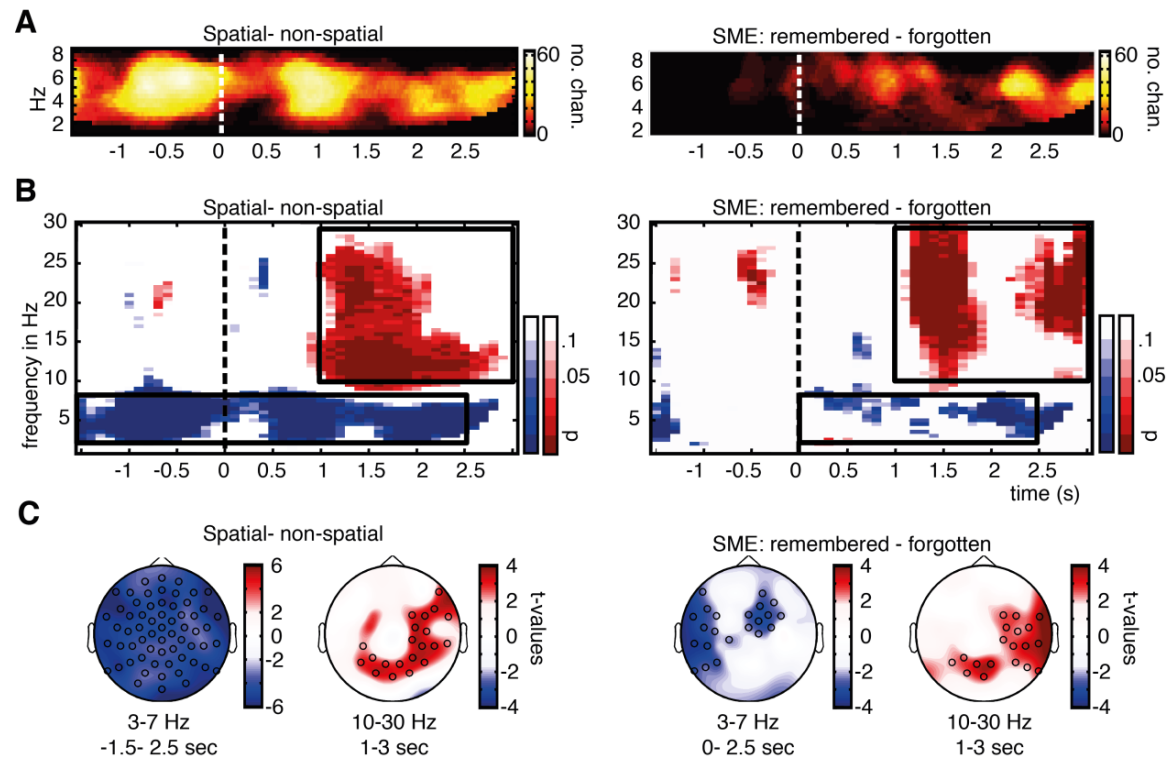 A
Spatial- non-spatial
SME: remembered - forgotten
8
6
4
2
Hz
-1 -0.5 0 0.5 1 1.5 2 2.5
60
0
no. chan.
8
6
4
2
-1 -0.5 0 0.5 1 1.5 2 2.5
60
0
no. chan.
B
Spatial- non-spatial
SME: remembered - forgotten
frequency in Hz
30
25
20
15
10
5
-1 -0.5 0 0.5 1 1.5 2 2.5
.1
.05
p
30
25
20
15
10
5
-1 -0.5 0 0.5 1 1.5 2 2.5
.1
.05
p
time (s)
C
Spatial- non-spatial
SME: remembered - forgotten
6
4
2
0
-2
-4
-6
4
2
0
-2
-4
t-values
4
2
0
-2
-4
4
2
0
-2
-4
t-values
3-7 Hz
-1.5- 2.5 sec
10-30 Hz
1-3 sec
3-7 Hz
0- 2.5 sec
10-30 Hz
1-3 sec